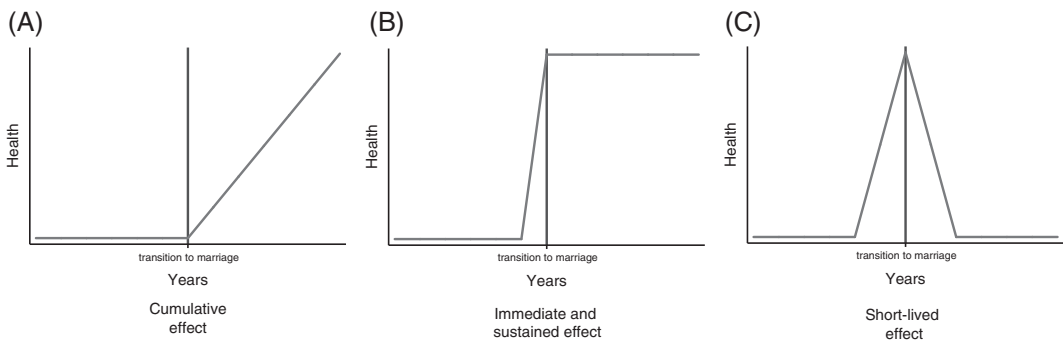 (A)
Health
transition to marriage
Years
Cumulative
effect
(B)
Health
transition to marriage
Years
Immediate and
sustained effect
(C)
Health
transition to marriage
Years
Short-lived
effect